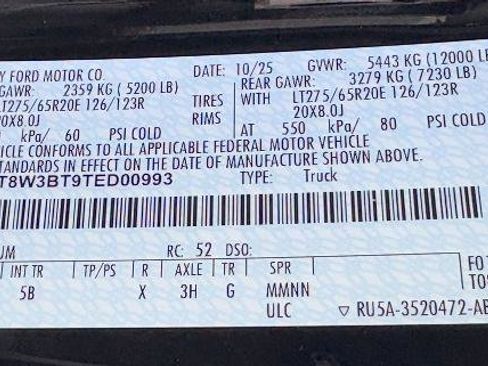 Y FORD MOTOR CO. DATE: 10/25 GVWR: 5443 KG (12000 LB
GAWR: 2359 KG ( 5200 LB) REAR GAWR: 3279 KG ( 7230 LB)
LT275/65R20E 126/123R TIRES WITH LT275/65R20E 126/123R
20X8.0J RIMS 20X8.0J
kPa/ 60 PSI COLD AT 550 kPa/ 80 PSI COLD
ICLE CONFORMS TO ALL APPLICABLE FEDERAL MOTOR VEHICLE
STANDARDS IN EFFECT ON THE DATE OF MANUFACTURE SHOWN ABOVE.
T8W3BT9TED00993 TYPE: Truck
UM RC: 52 DSO:
INT TR TP/PS R AXLE TR SPR
5B X 3H G MMNN
ULC ▽ RU5A-3520472-AB
FO
TO